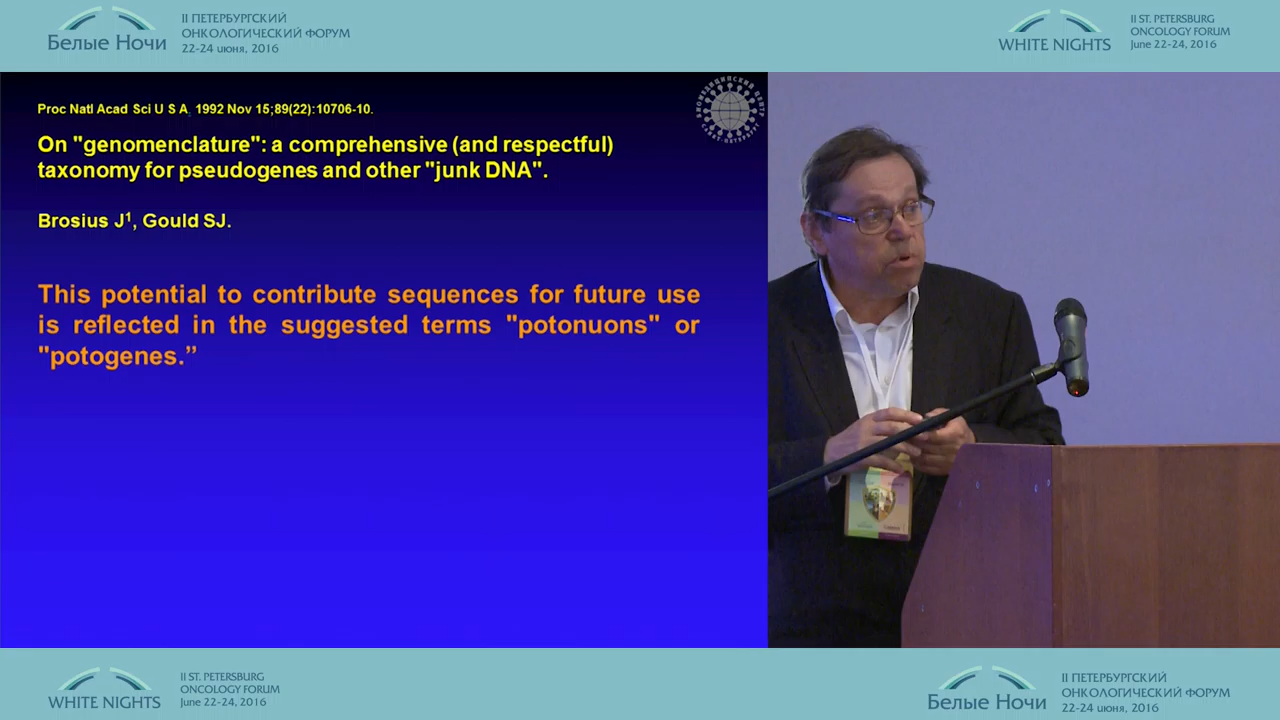 Белые Ночи
II ПЕТЕРБУРГСКИЙ
ОНКОЛОГИЧЕСКИЙ ФОРУМ
22-24 июня, 2016
WHITE NIGHTS
II ST. PETERSBURG
ONCOLOGY FORUM
June 22-24, 2016
Proc Natl Acad Sci U S A. 1992 Nov 15;89(22):10706-10.
On "genomenclature": a comprehensive (and respectful)
taxonomy for pseudogenes and other "junk DNA".
Brosius J¹, Gould SJ.
This potential to contribute sequences for future use
is reflected in the suggested terms "potonuons" or
"potogenes.”
БИОМЕДИЦИНСКИЙ ЦЕНТР
САНКТ-ПЕТЕРБУРГ
WHITE NIGHTS
II ST. PETERSBURG
ONCOLOGY FORUM
June 22-24, 2016
Белые Ночи
II ПЕТЕРБУРГСКИЙ
ОНКОЛОГИЧЕСКИЙ ФОРУМ
22-24 июня, 2016